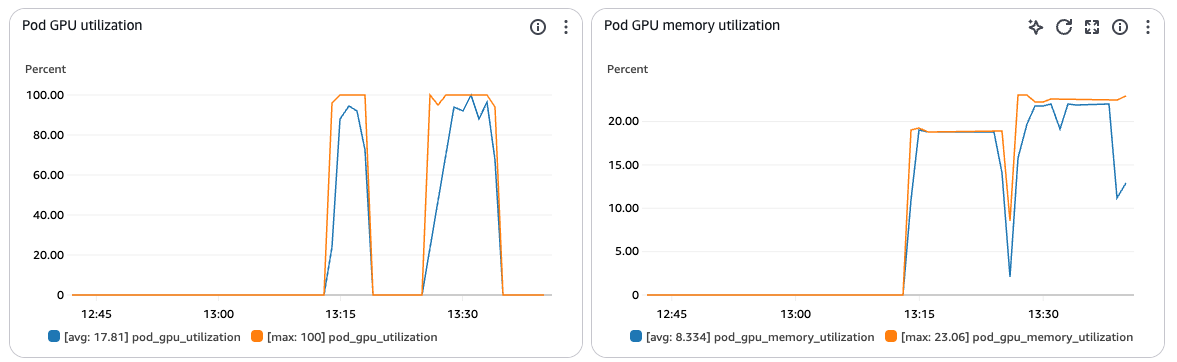 Pod GPU utilization
Percent
100.00
80.00
60.00
40.00
20.00
0
12:45 13:00 13:15 13:30
[avg: 17.81] pod_gpu_utilization [max: 100] pod_gpu_utilization
Pod GPU memory utilization
Percent
20.00
15.00
10.00
5.00
0
12:45 13:00 13:15 13:30
[avg: 8.334] pod_gpu_memory_utilization [max: 23.06] pod_gpu_memory_utilization